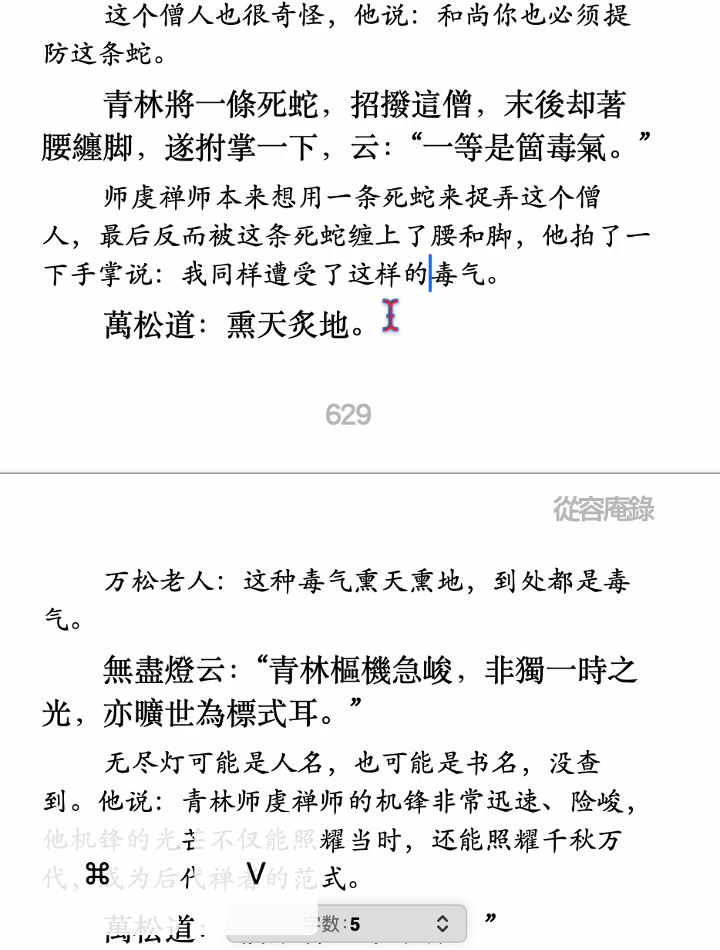 这个僧人也很奇怪，他说：和尚你也必须提
防这条蛇。
青林將一條死蛇，招撥這僧，末後却著
腰纏脚，遂拊掌一下，云：“一等是箇毒氣。”
师虔禅师本来想用一条死蛇来捉弄这个僧
人，最后反而被这条死蛇缠上了腰和脚，他拍了一
下手掌说：我同样遭受了这样的毒气。
萬松道：熏天炙地。
629
從容庵錄
万松老人：这种毒气熏天熏地，到处都是毒
气。
無盡燈云：“青林樞機急峻，非獨一時之
光，亦曠世為標式耳。”
无尽灯可能是人名，也可能是书名，没查
到。他说：青林师虔禅师的机锋非常迅速、险峻，
他机锋的光芒不仅能照耀当时，还能照耀千秋万
代，成为后代禅者的范式。
⌘ V
萬松道：
字数：5
”